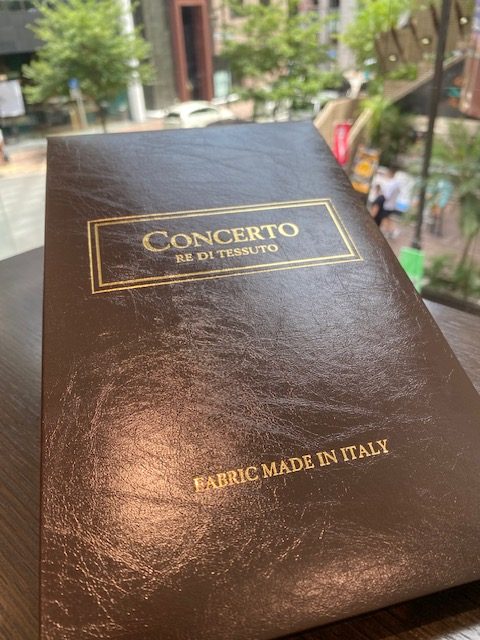 CONCERTO
RE DI TESSUTO
FABRIC MADE IN ITALY